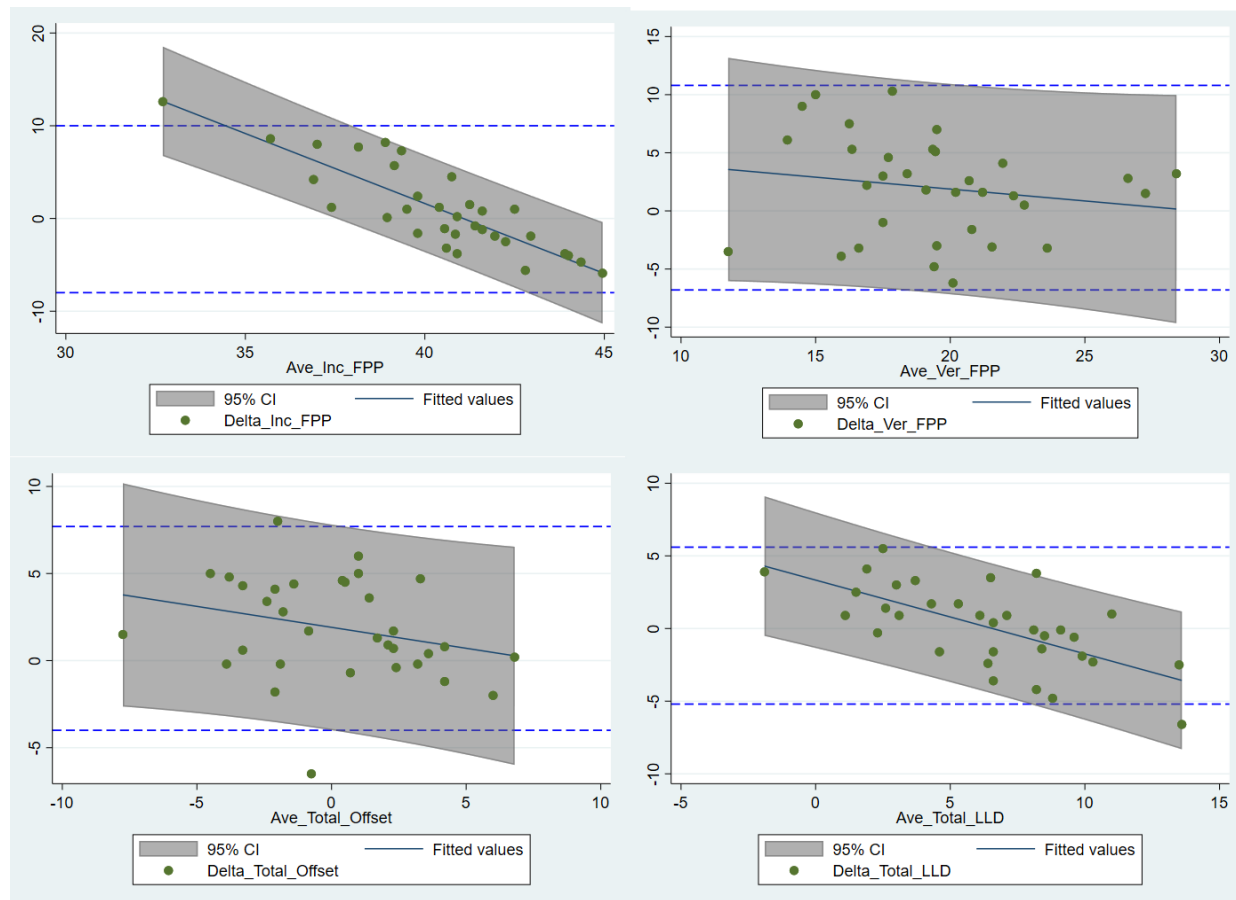 20
10
0
-10
30 35 40 45
Ave_Inc_FPP
95% CI Fitted values
Delta_Inc_FPP
15
10
5
0
-5
-10
10 15 20 25 30
Ave_Ver_FPP
95% CI Fitted values
Delta_Ver_FPP
10
5
0
-5
-10 -5 0 5 10
Ave_Total_Offset
95% CI Fitted values
Delta_Total_Offset
10
5
0
-5
-10
-5 0 5 10 15
Ave_Total_LLD
95% CI Fitted values
Delta_Total_LLD